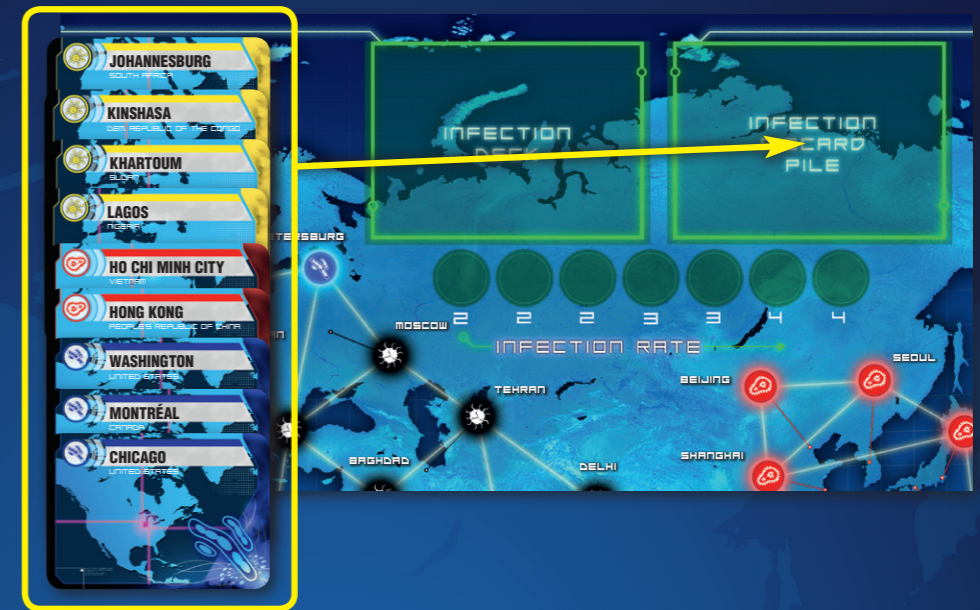 JOHANNESBURG
SOUTH AFRICA
KINSHASA
DEM. REPUBLIC OF THE CONGO
KHARTOUM
SUDAN
LAGOS
NIGERIA
HO CHI MINH CITY
VIETNAM
HONG KONG
PEOPLE'S REPUBLIC OF CHINA
WASHINGTON
UNITED STATES
MONTRÉAL
CANADA
CHICAGO
UNITED STATES
INFECTION
DECK
INFECTION
CARD
PILE
TERSBURG
2 2 2 3 3 4 4
INFECTION RATE
MOSCOW
TEHRAN
BAGHDAD
DELHI
BEIJING
SEOUL
SHANGHAI